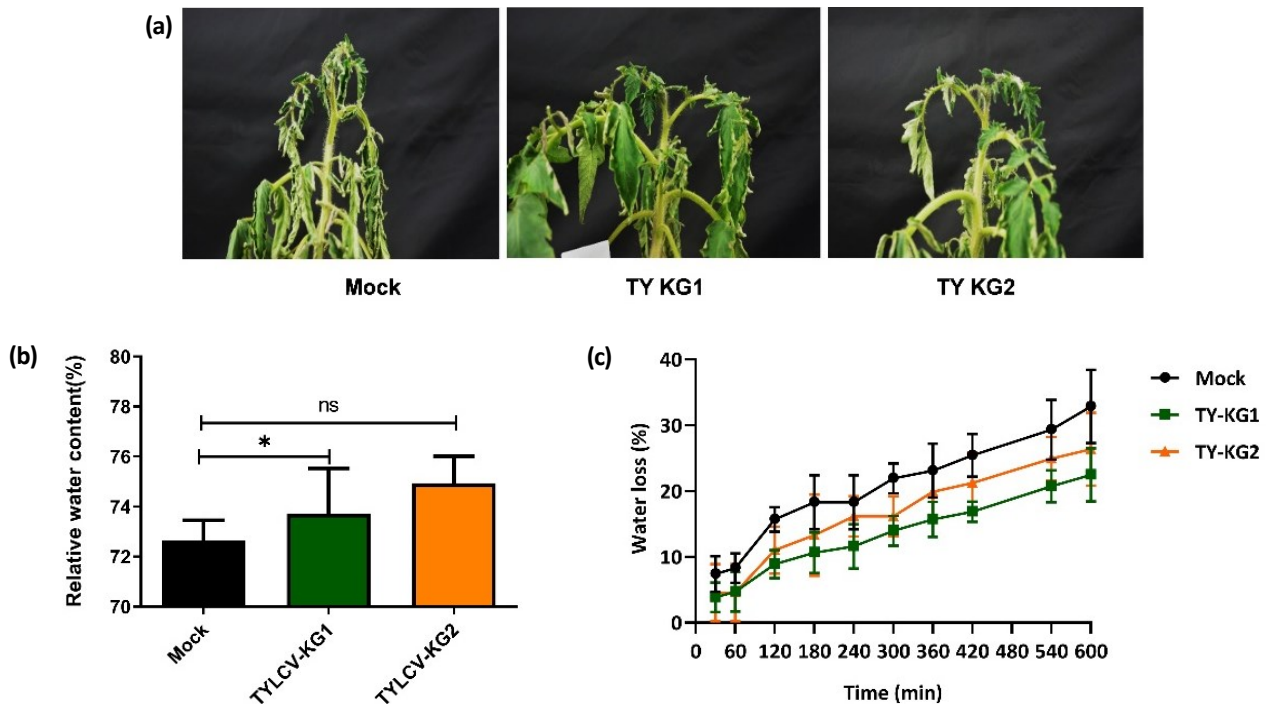 (a)
Mock
TY KG1
TY KG2
(b)
Relative water content(%)
80
78
76
74
72
70
ns
*
Mock
TYLCV-KG1
TYLCV-KG2
(c)
Water loss (%)
40
30
20
10
0
0 60 120 180 240 300 360 420 480 540 600
Time (min)
Mock
TY-KG1
TY-KG2